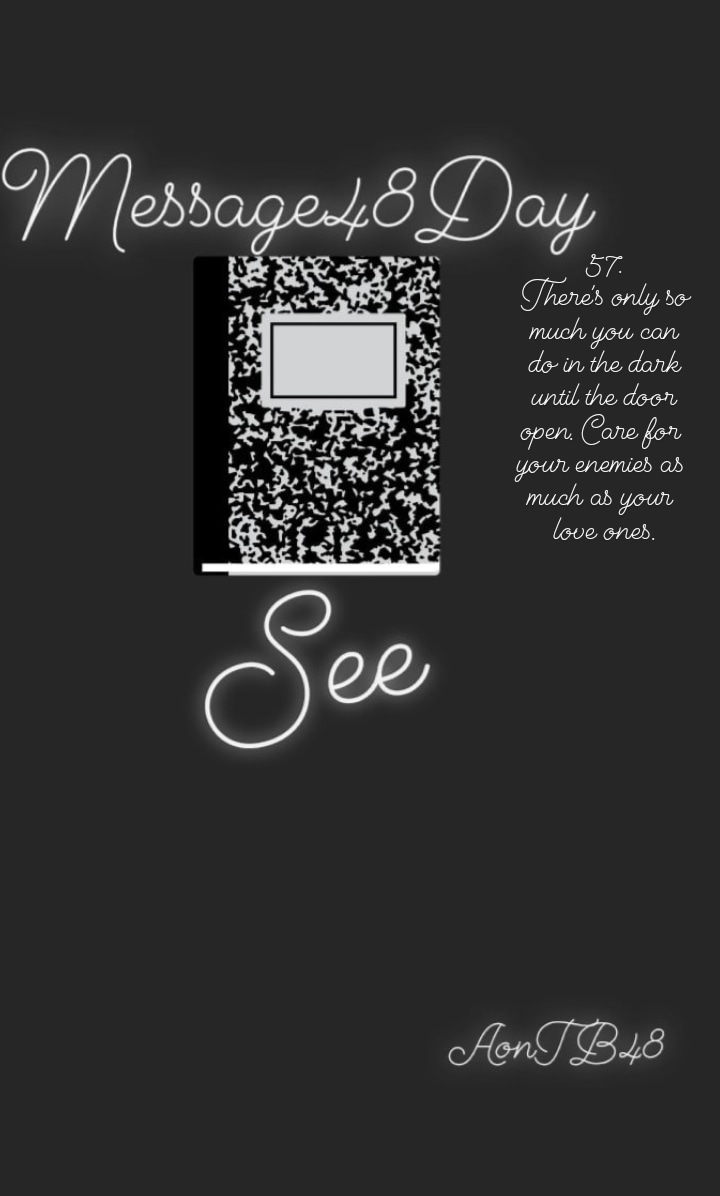 Message48Day
57.
There's only so
much you can
do in the dark
until the door
open. Care for
your enemies as
much as your
love ones.
See
AonTB48